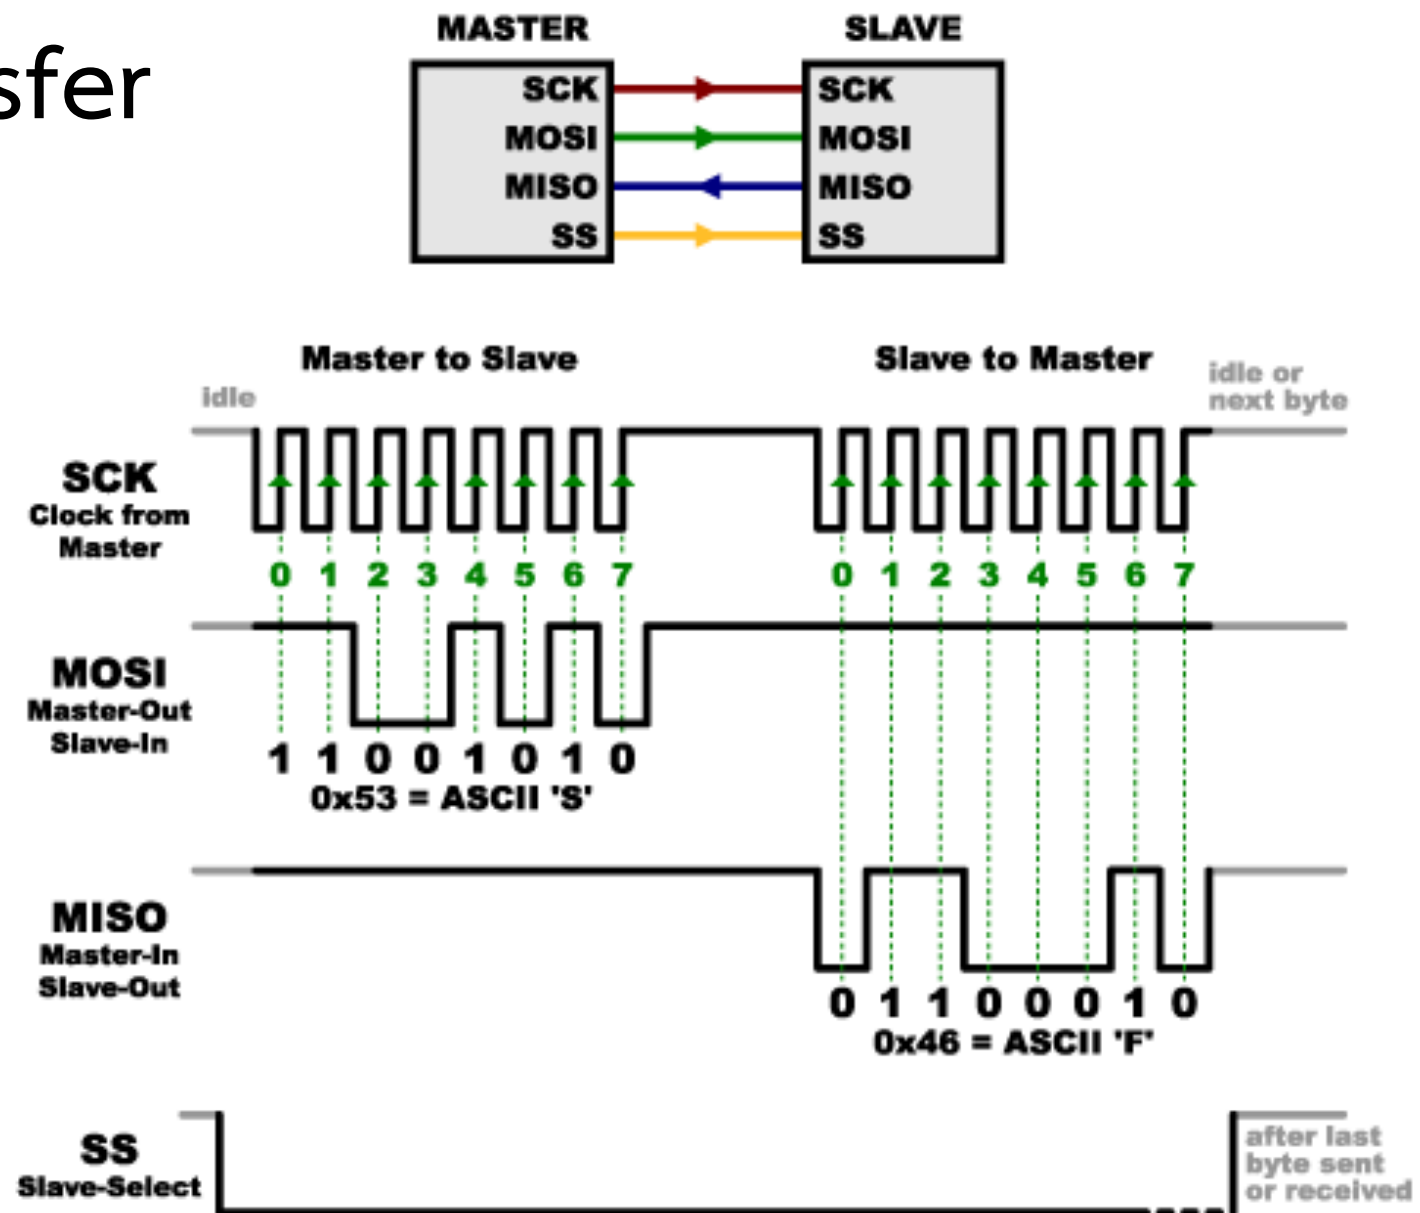 sfer
MASTER SLAVE
SCK SCK
MOSI MOSI
MISO MISO
SS SS
Master to Slave Slave to Master
idle
idle or
next byte
SCK
Clock from
Master
0 1 2 3 4 5 6 7 0 1 2 3 4 5 6 7
MOSI
Master-Out
Slave-In
1 1 0 0 1 0 1 0
0x53 = ASCII 'S'
MISO
Master-In
Slave-Out
0 1 1 0 0 0 1 0
0x46 = ASCII 'F'
SS
Slave-Select
after last
byte sent
or received